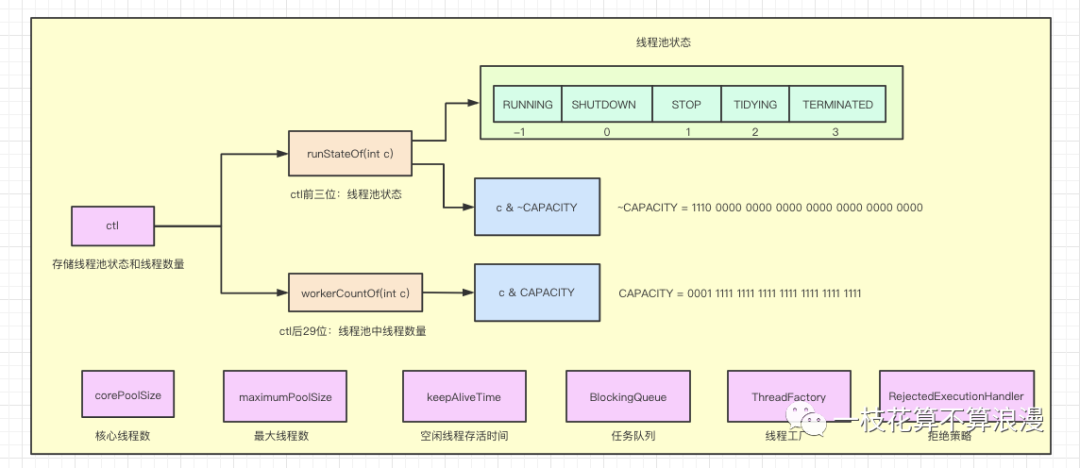 线程池状态
RUNNING SHUTDOWN STOP TIDYING TERMINATED
-1 0 1 2 3
runStateOf(int c)
ctl前三位：线程池状态
c & ~CAPACITY
~CAPACITY = 1110 0000 0000 0000 0000 0000 0000 0000
ctl
存储线程池状态和线程数量
workerCountOf(int c)
c & CAPACITY
CAPACITY = 0001 1111 1111 1111 1111 1111 1111 1111
ctl后29位：线程池中线程数量
corePoolSize maximumPoolSize keepAliveTime BlockingQueue ThreadFactory RejectedExecutionHandler
核心线程数 最大线程数 空闲线程存活时间 任务队列 线程工厂 拒绝策略
一枝花算不算浪漫